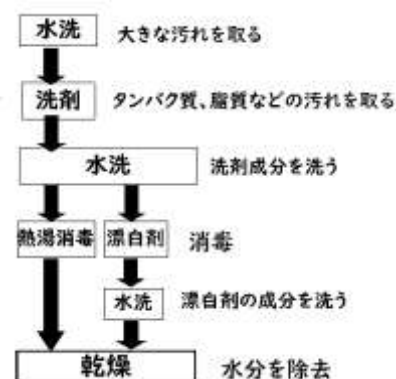 水洗 大きな汚れを取る
洗剤 タンパク質、脂質などの汚れを取る
水洗 洗剤成分を洗う
熱湯消毒 漂白剤 消毒
水洗 漂白剤の成分を洗う
乾燥 水分を除去